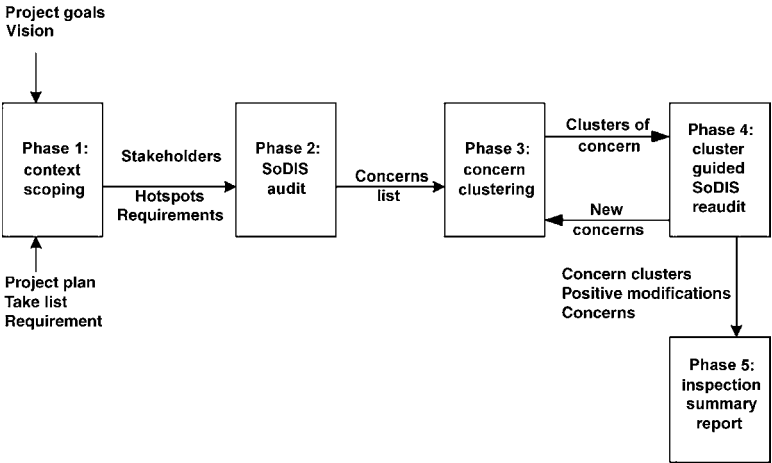 Project goals
Vision
Phase 1:
context
scoping
Stakeholders
Hotspots
Requirements
Phase 2:
SoDIS
audit
Concerns
list
Phase 3:
concern
clustering
Clusters of
concern
New
concerns
Phase 4:
cluster
guided
SoDIS
reaudit
Project plan
Take list
Requirement
Concern clusters
Positive modifications
Concerns
Phase 5:
inspection
summary
report